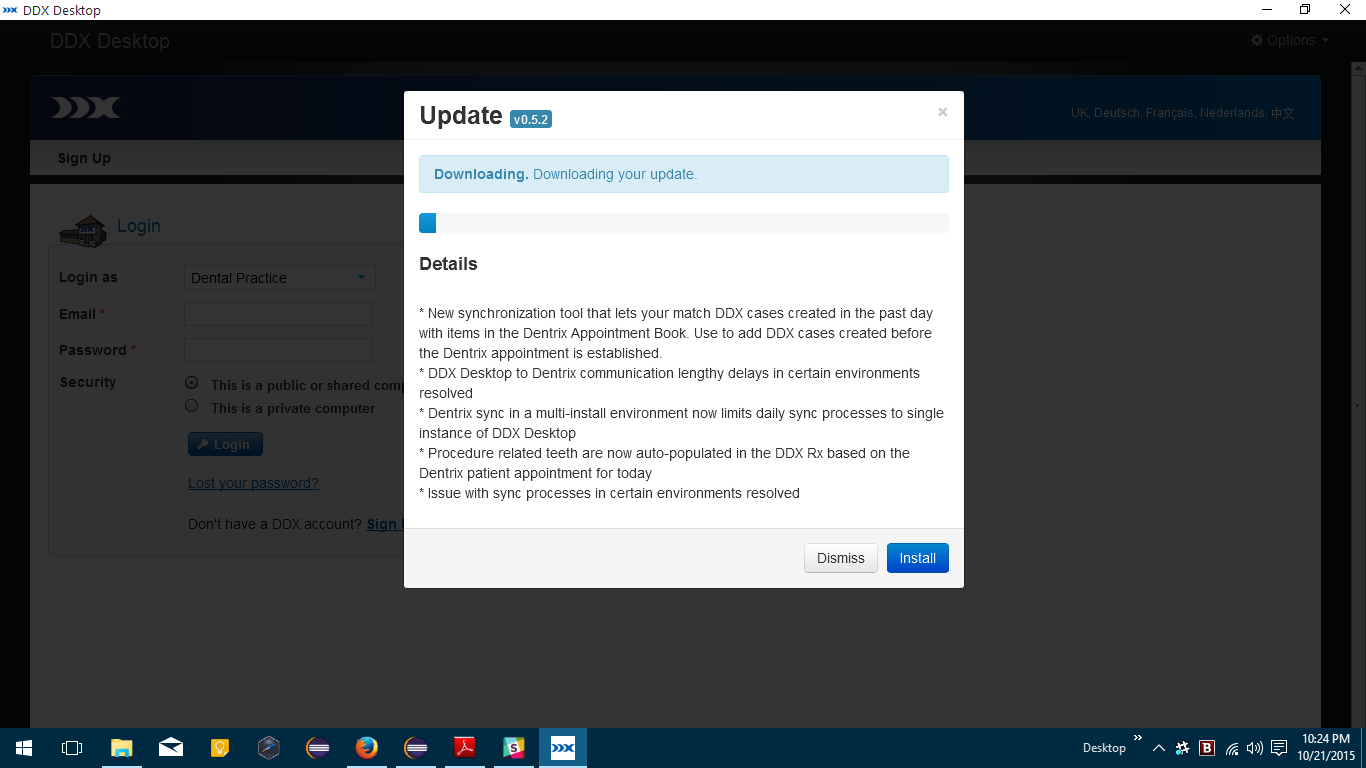 DDX Desktop
DDX Desktop
Options
DDX
UK, Deutsch, Français, Nederlands, 中文
Sign Up
Update v0.5.2
×
Downloading. Downloading your update.
Login
Login as
Dental Practice
Email *
Password *
Security
This is a public or shared comp
This is a private computer
Login
Lost your password?
Don't have a DDX account? Sign
Details
* New synchronization tool that lets your match DDX cases created in the past day
with items in the Dentrix Appointment Book. Use to add DDX cases created before
the Dentrix appointment is established.
* DDX Desktop to Dentrix communication lengthy delays in certain environments
resolved
* Dentrix sync in a multi-install environment now limits daily sync processes to single
instance of DDX Desktop
* Procedure related teeth are now auto-populated in the DDX Rx based on the
Dentrix patient appointment for today
* Issue with sync processes in certain environments resolved
Dismiss
Install
Desktop
10:24 PM
10/21/2015